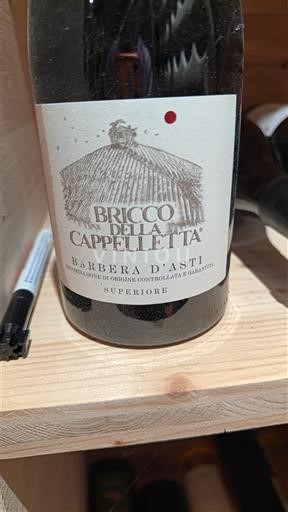 BRICCO
DELLA
CAPPELLETTA®
VINTO
BARBERA D'ASTI
DENOMINAZIONE DI ORIGINE CONTROLLATA E GARANTITA
SUPERIORE